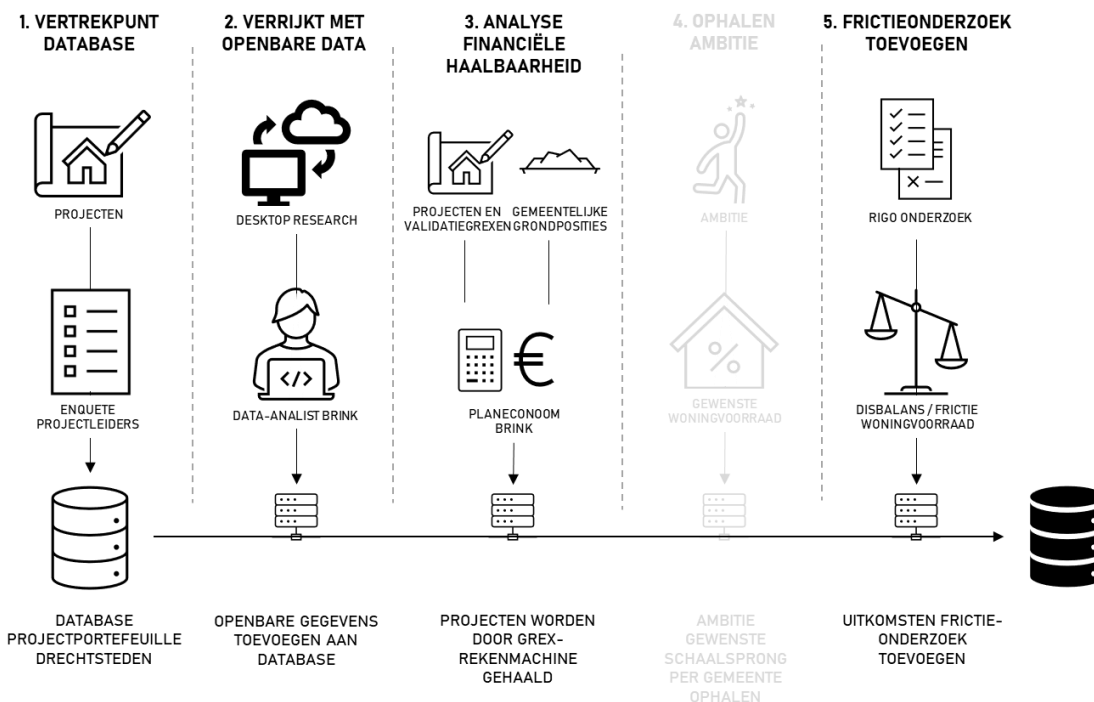 1. VERTREKPUNT
DATABASE
2. VERRIJKT MET
OPENBARE DATA
3. ANALYSE
FINANCIËLE
HAALBAARHEID
4. OPHALEN
AMBITIE
5. FRICTIEONDERZOEK
TOEVOEGEN
PROJECTEN
DESKTOP RESEARCH
PROJECTEN EN
VALIDATIEGREXEN
GEMEENTELIJKE
GRONDPOSITIES
AMBITIE
RIGO ONDERZOEK
ENQUETE
PROJECTLEIDERS
DATA-ANALIST BRINK
PLANECONOOM
BRINK
GEWENSTE
WONINGVOORRAAD
DISBALANS / FRICTIE
WONINGVOORRAAD
DATABASE
PROJECTPORTEFEUILLE
DRECHTSTEDEN
OPENBARE GEGEVENS
TOEVOEGEN AAN
DATABASE
PROJECTEN WORDEN
DOOR GREX-
REKENMACHINE
GEHAALD
AMBITIE
GEWENSTE
SCHAALSPRONG
PER GEMEENTE
OPHALEN
UITKOMSTEN FRICTIE-
ONDERZOEK
TOEVOEGEN